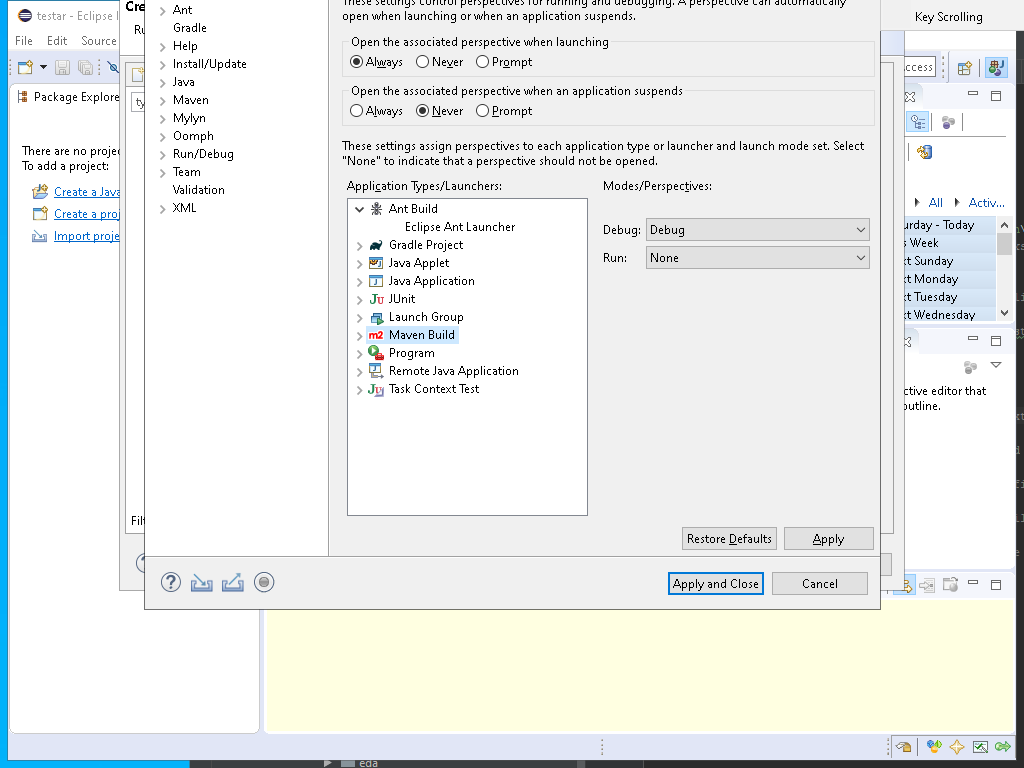 testar - Eclipse
Cre
File Edit Source
Ru
Key Scrolling
Package Explore
ty
There are no proje
To add a project:
Create a Java
Create a proj
Import proje
Filt
Ant
Gradle
Help
Install/Update
Java
Maven
Mylyn
Oomph
Run/Debug
Team
Validation
XML
These settings control perspectives for running and debugging. A perspective can automatically
open when launching or when an application suspends.
Open the associated perspective when launching
Always Never Prompt
Open the associated perspective when an application suspends
Always Never Prompt
These settings assign perspectives to each application type or launcher and launch mode set. Select
"None" to indicate that a perspective should not be opened.
Application Types/Launchers:
Modes/Perspectives:
Ant Build
Eclipse Ant Launcher
Gradle Project
Java Applet
Java Application
JUnit
Launch Group
Maven Build
Program
Remote Java Application
Task Context Test
Debug: Debug
Run: None
Restore Defaults Apply
Apply and Close Cancel
ccess
All Activ...
urday - Today
s Week
xt Sunday
xt Monday
xt Tuesday
xt Wednesday
ctive editor that
outline.
eda